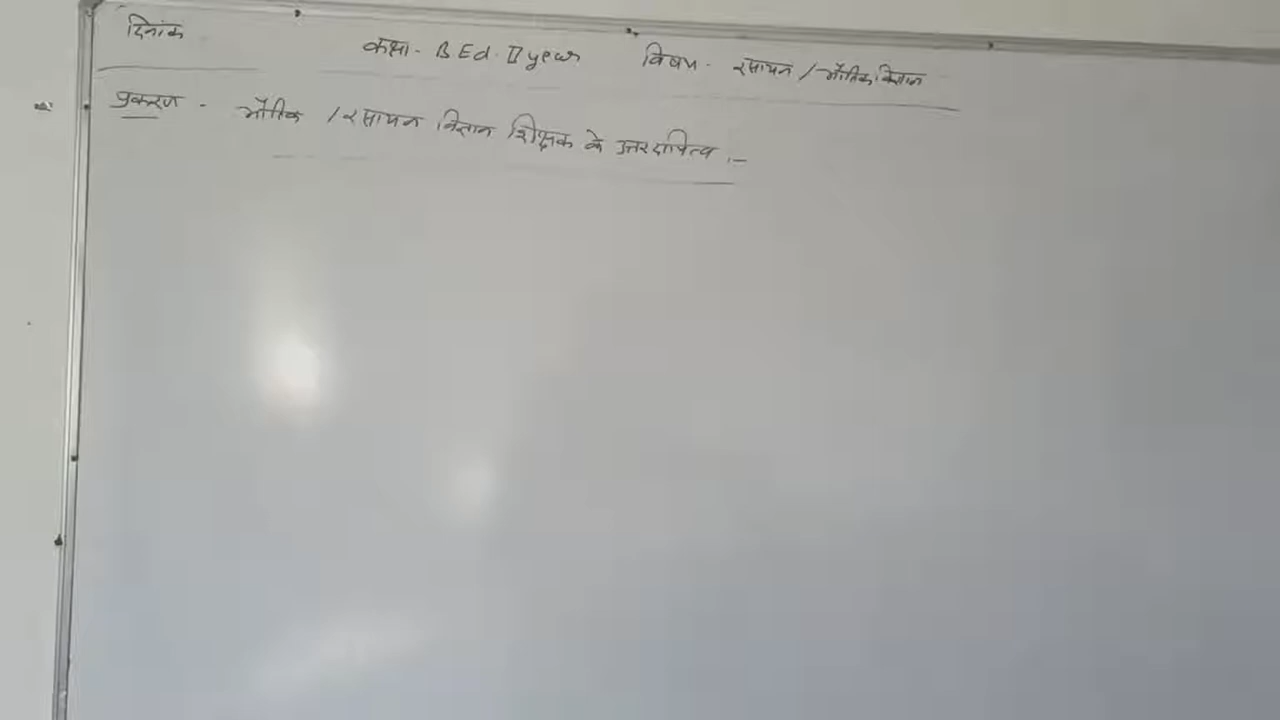 दिनांक कक्षा - B Ed. II year विषय - रसायन / भौतिक विज्ञान
प्रकरण - भौतिक / रसायन विज्ञान शिक्षक के उत्तरदायित्व :-